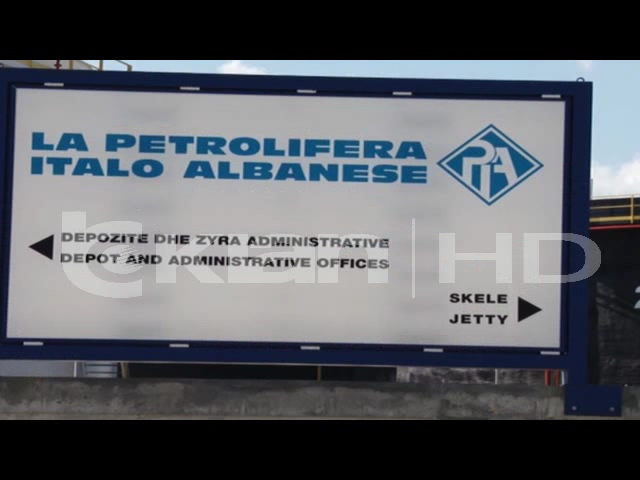 LA PETROLIFERA
ITALO ALBANESE
PIA
DEPOZITE DHE ZYRA ADMINISTRATIVE
DEPOT AND ADMINISTRATIVE OFFICES
SKELE
JETTY
HD